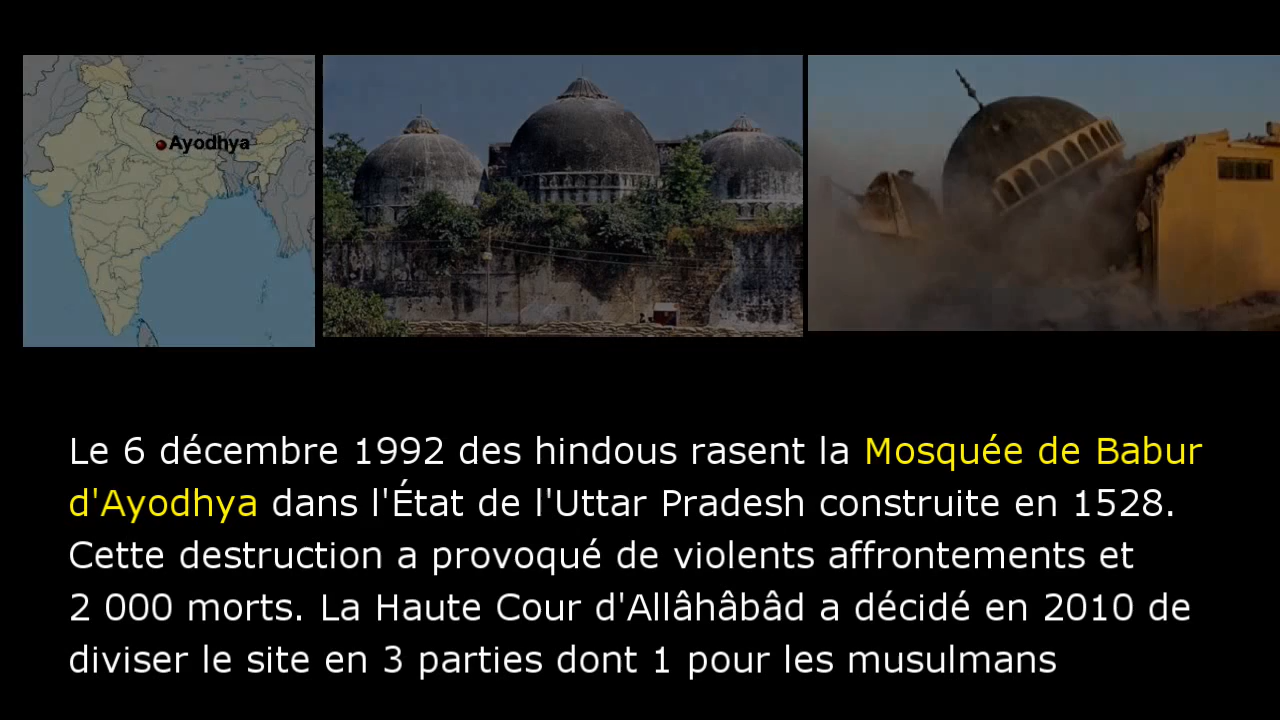 Ayodhya
Le 6 décembre 1992 des hindous rasent la Mosquée de Babur
d'Ayodhya dans l'État de l'Uttar Pradesh construite en 1528.
Cette destruction a provoqué de violents affrontements et
2 000 morts. La Haute Cour d'Allâhâbâd a décidé en 2010 de
diviser le site en 3 parties dont 1 pour les musulmans